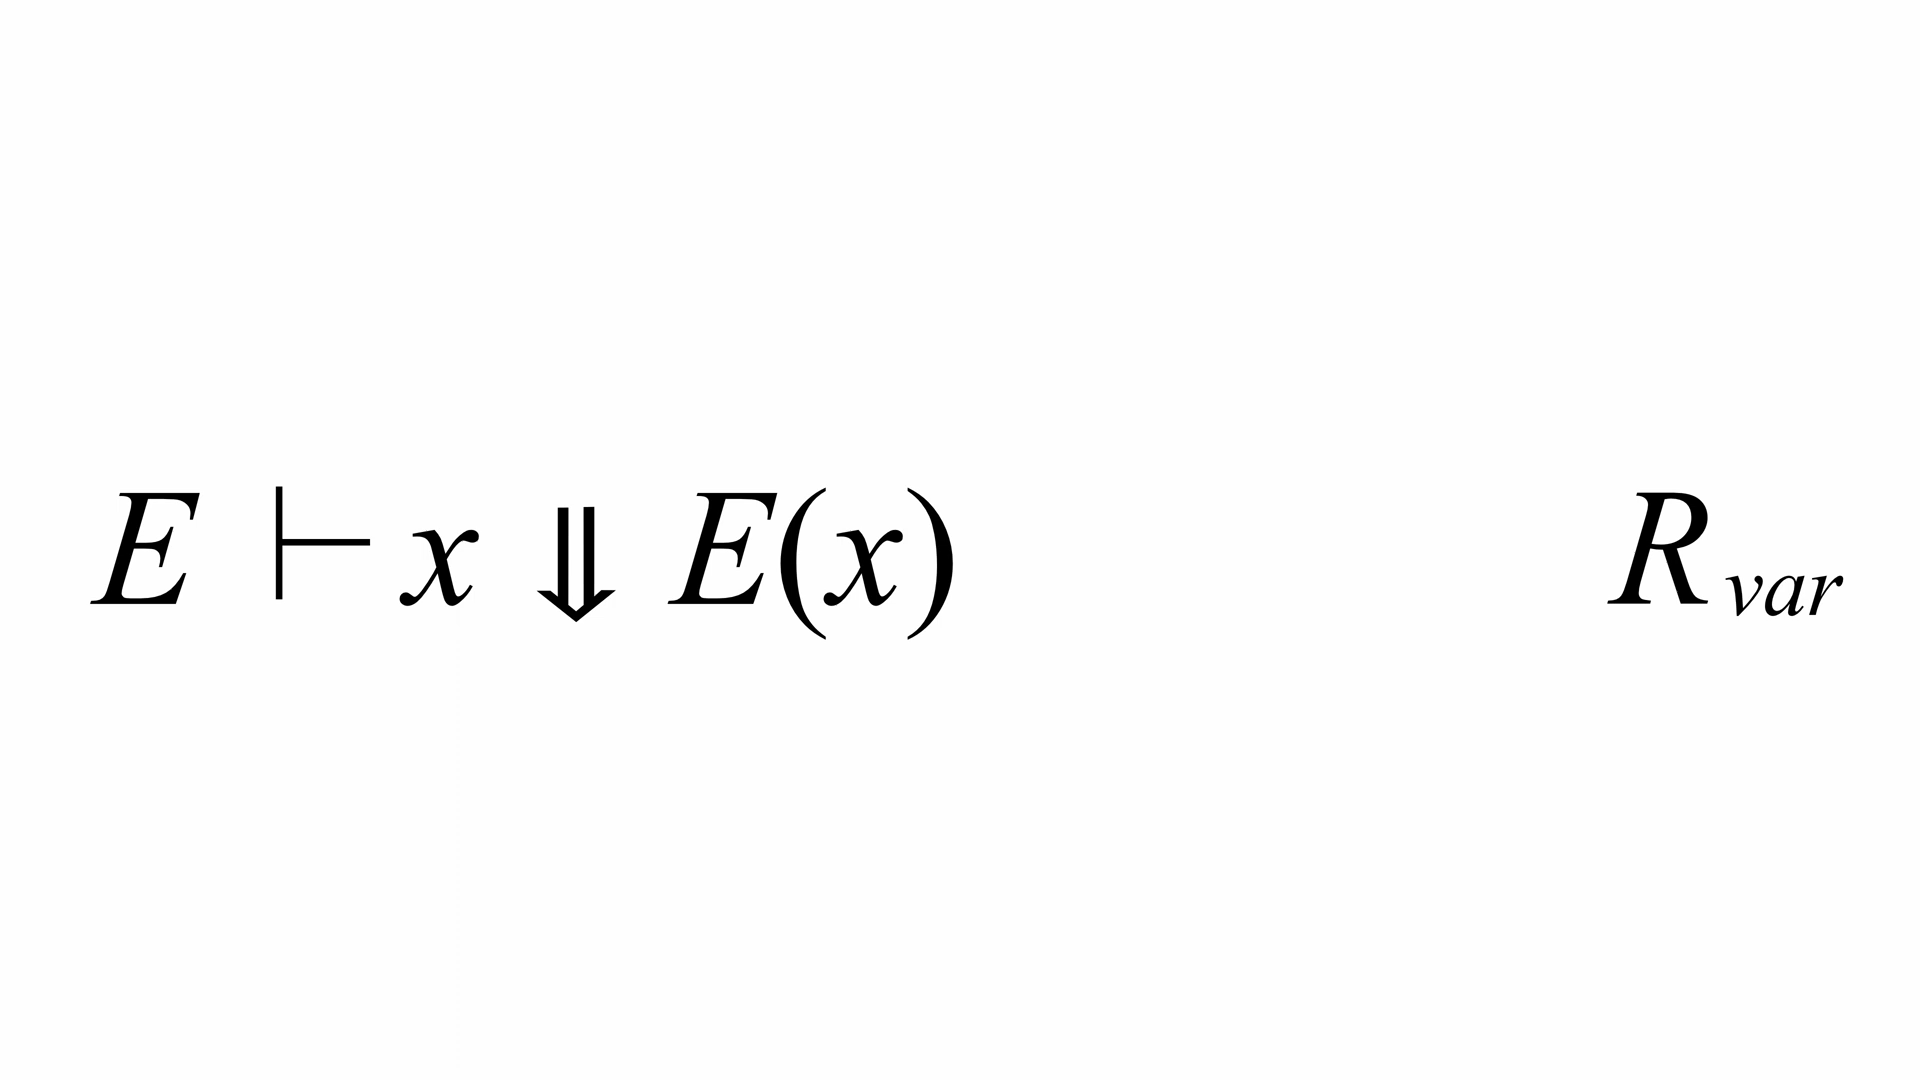 E ⊢ x ⇓ E(x) R_var